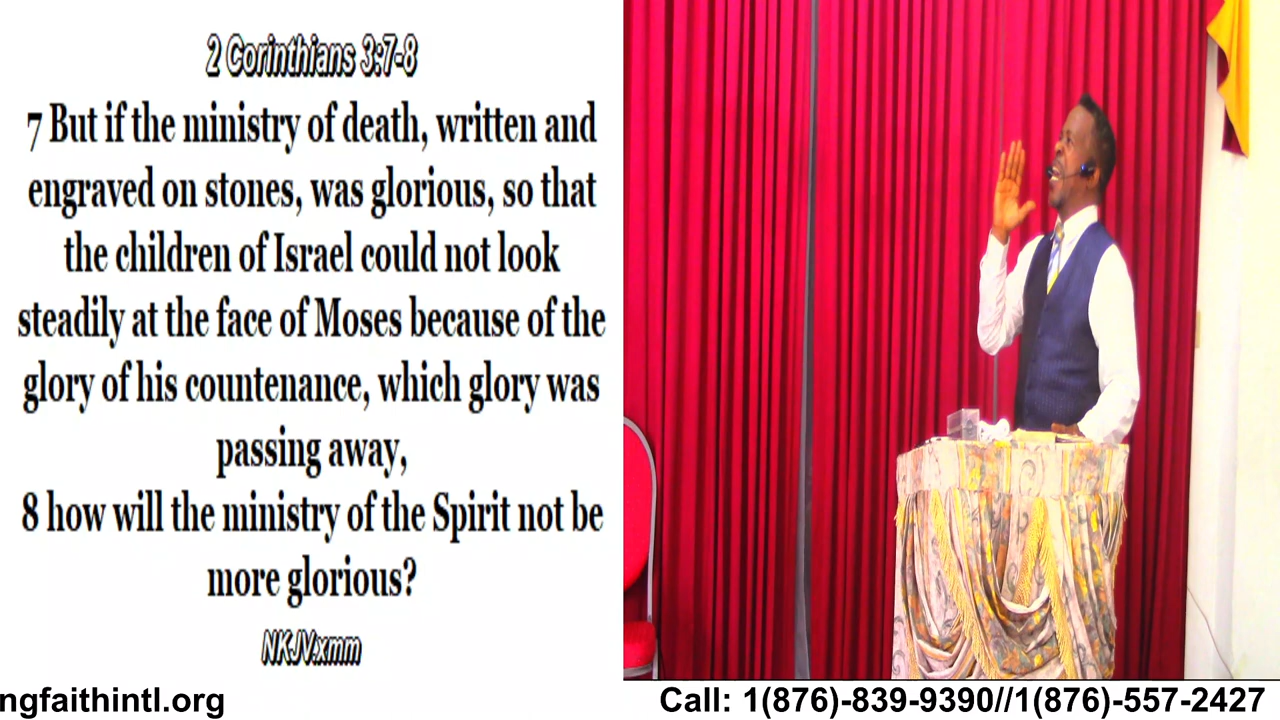 2 Corinthians 3:7-8
7 But if the ministry of death, written and
engraved on stones, was glorious, so that
the children of Israel could not look
steadily at the face of Moses because of the
glory of his countenance, which glory was
passing away,
8 how will the ministry of the Spirit not be
more glorious?
NKJV:xmm
ngfaithintl.org
Call: 1(876)-839-9390//1(876)-557-2427